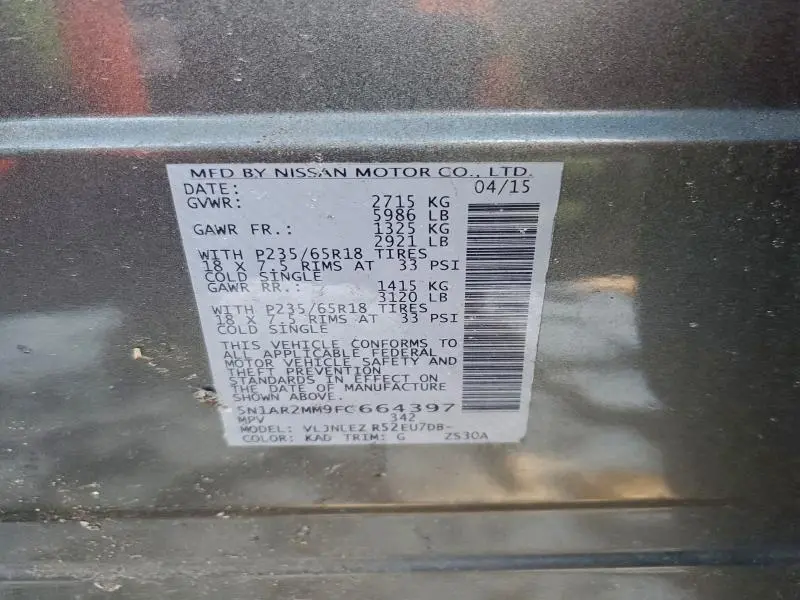 MFD BY NISSAN MOTOR CO., LTD.
DATE: 04/15
GVWR: 2715 KG
5986 LB
GAWR FR.: 1325 KG
2921 LB
WITH P235/65R18 TIRES
18 X 7.5 RIMS AT 33 PSI
COLD SINGLE
GAWR RR.: 1415 KG
3120 LB
WITH P235/65R18 TIRES
18 X 7.5 RIMS AT 33 PSI
COLD SINGLE
THIS VEHICLE CONFORMS TO
ALL APPLICABLE FEDERAL
MOTOR VEHICLE SAFETY AND
THEFT PREVENTION
STANDARDS IN EFFECT ON
THE DATE OF MANUFACTURE
SHOWN ABOVE.
5N1AR2MM9FC664397
MPV 342
MODEL: VLJNLEZ R52EU7DB-
COLOR: KAD TRIM: G ZS30A